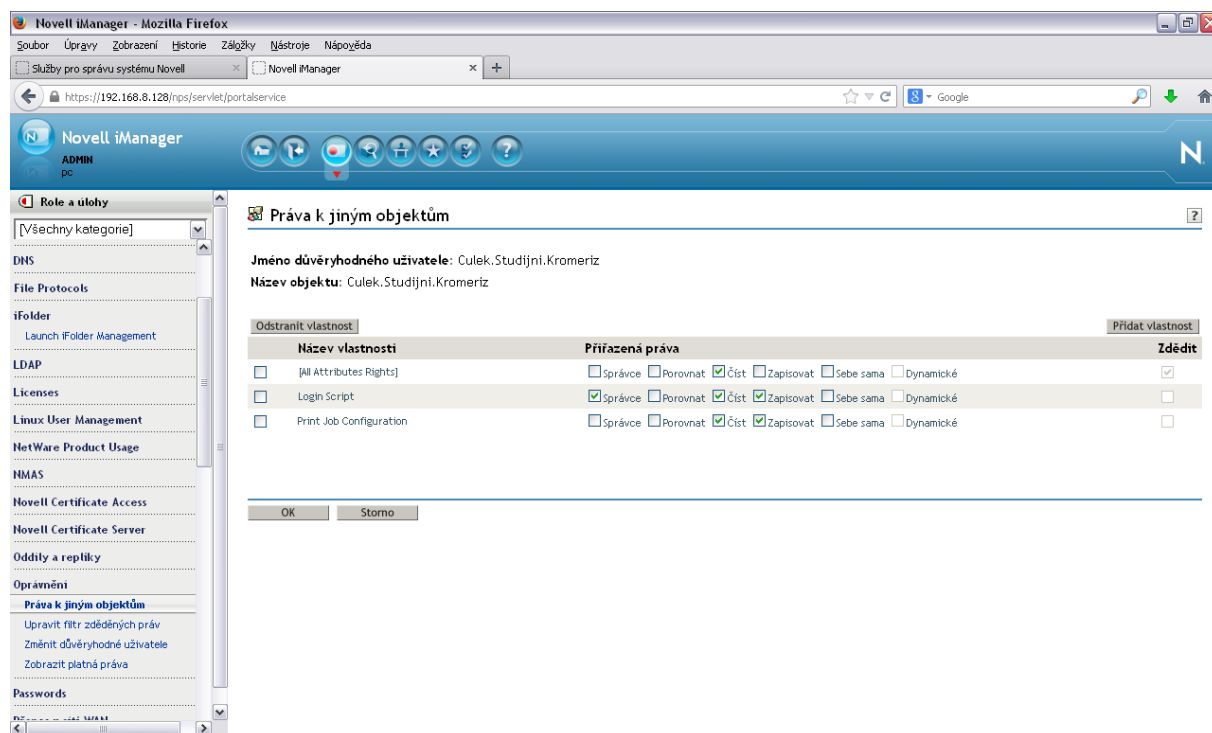 Novell iManager - Mozilla Firefox
Soubor Úpravy Zobrazení Historie Záložky Nástroje Nápověda
Služby pro správu systému Novell × Novell iManager × +
https://192.168.8.128/nps/servlet/portalservice Google
Novell iManager
ADMIN
pc
N
Role a úlohy
[Všechny kategorie]
DNS
File Protocols
iFolder
Launch iFolder Management
LDAP
Licenses
Linux User Management
NetWare Product Usage
NMAS
Novell Certificate Access
Novell Certificate Server
Oddíly a repliky
Oprávnění
Práva k jiným objektům
Upravit filtr zděděných práv
Změnit důvěryhodné uživatele
Zobrazit platná práva
Passwords
Práva k jiným objektům ?
Jméno důvěryhodného uživatele: Culek.Studijni.Kromeriz
Název objektu: Culek.Studijni.Kromeriz
Odstranit vlastnost Přidat vlastnost
Název vlastnosti Přiřazená práva Zdědit
[All Attributes Rights] Správce Porovnat Číst Zapisovat Sebe sama Dynamické
Login Script Správce Porovnat Číst Zapisovat Sebe sama Dynamické
Print Job Configuration Správce Porovnat Číst Zapisovat Sebe sama Dynamické
OK Storno